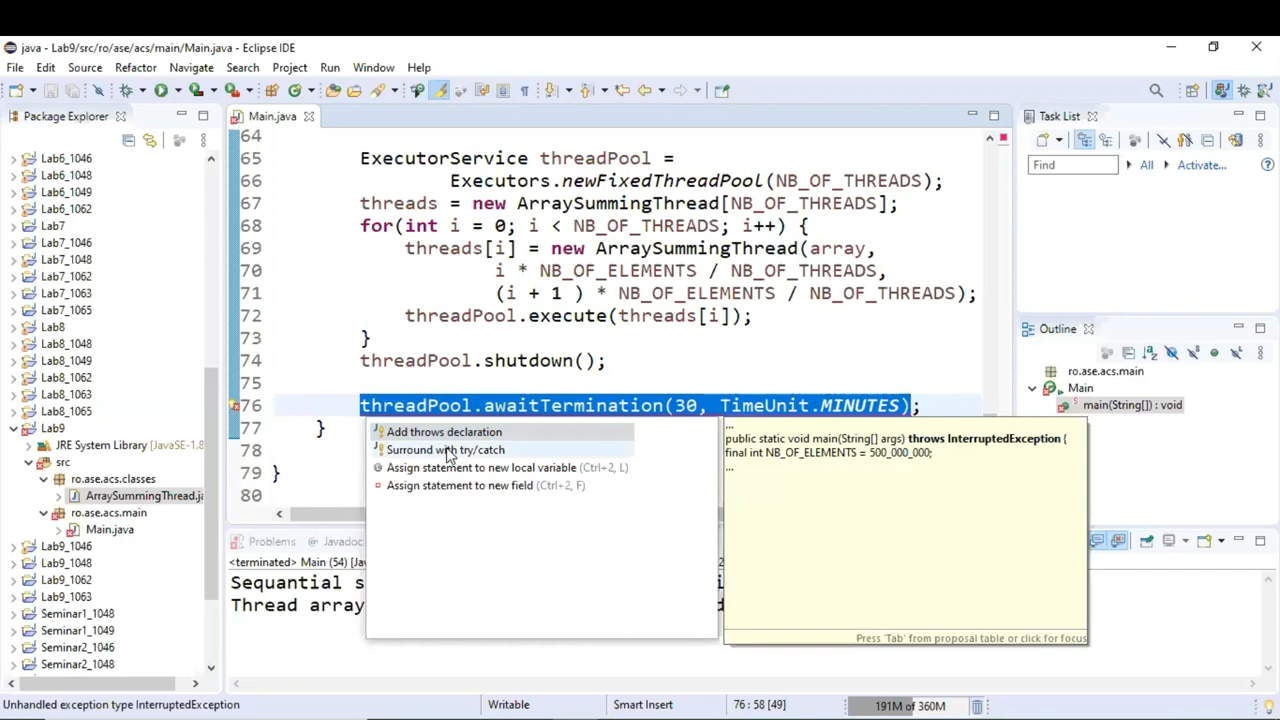 java - Lab9/src/ro/ase/acs/main/Main.java - Eclipse IDE
File Edit Source Refactor Navigate Search Project Run Window Help
Package Explorer
Lab6_1046
Lab6_1048
Lab6_1049
Lab6_1062
Lab7
Lab7_1046
Lab7_1048
Lab7_1062
Lab7_1063
Lab7_1065
Lab8
Lab8_1048
Lab8_1049
Lab8_1062
Lab8_1063
Lab8_1065
Lab9
JRE System Library [JavaSE-1.8
src
ro.ase.acs.classes
ArraySummingThread.ja
ro.ase.acs.main
Main.java
Lab9_1046
Lab9_1048
Lab9_1062
Lab9_1063
Seminar1_1048
Seminar1_1049
Seminar2_1046
Seminar2_1048
Main.java
64
65 ExecutorService threadPool =
66 Executors.newFixedThreadPool(NB_OF_THREADS);
67 threads = new ArraySummingThread[NB_OF_THREADS];
68 for(int i = 0; i < NB_OF_THREADS; i++) {
69 threads[i] = new ArraySummingThread(array,
70 i * NB_OF_ELEMENTS / NB_OF_THREADS,
71 (i + 1 ) * NB_OF_ELEMENTS / NB_OF_THREADS);
72 threadPool.execute(threads[i]);
73 }
74 threadPool.shutdown();
75
76 threadPool.awaitTermination(30, TimeUnit.MINUTES);
77 }
78
79 }
80
Add throws declaration
Surround with try/catch
Assign statement to new local variable (Ctrl+2, L)
Assign statement to new field (Ctrl+2, F)
...
public static void main(String[] args) throws InterruptedException {
final int NB_OF_ELEMENTS = 500_000_000;
...
Press 'Tab' from proposal table or click for focus
Problems Javadoc
<terminated> Main (54) [Ja
Sequantial s
Thread array
Task List
Find All Activate...
Outline
ro.ase.acs.main
Main
main(String[]) : void
Unhandled exception type InterruptedException Writable Smart Insert 76 : 58 [49] 191M of 360M